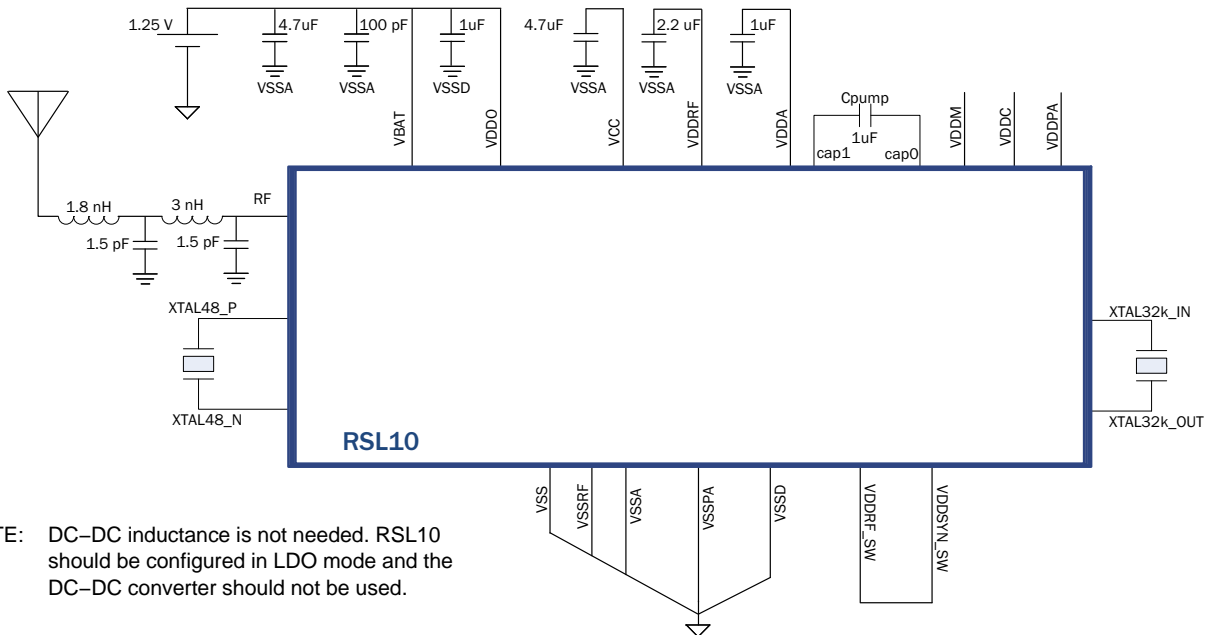 1.25 V
4.7uF
100 pF
1uF
4.7uF
2.2 uF
1uF
VSSA
VSSA
VSSD
VSSA
VSSA
VSSA
Cpump
1uF
cap1
cap0
VBAT
VDDO
VCC
VDDRF
VDDA
VDDM
VDDC
VDDPA
1.8 nH
3 nH
RF
1.5 pF
1.5 pF
XTAL48_P
XTAL48_N
XTAL32k_IN
XTAL32k_OUT
RSL10
VSS
VSSRF
VSSA
VSSPA
VSSD
VDDRF_SW
VDDSYN_SW
TE: DC–DC inductance is not needed. RSL10
should be configured in LDO mode and the
DC–DC converter should not be used.